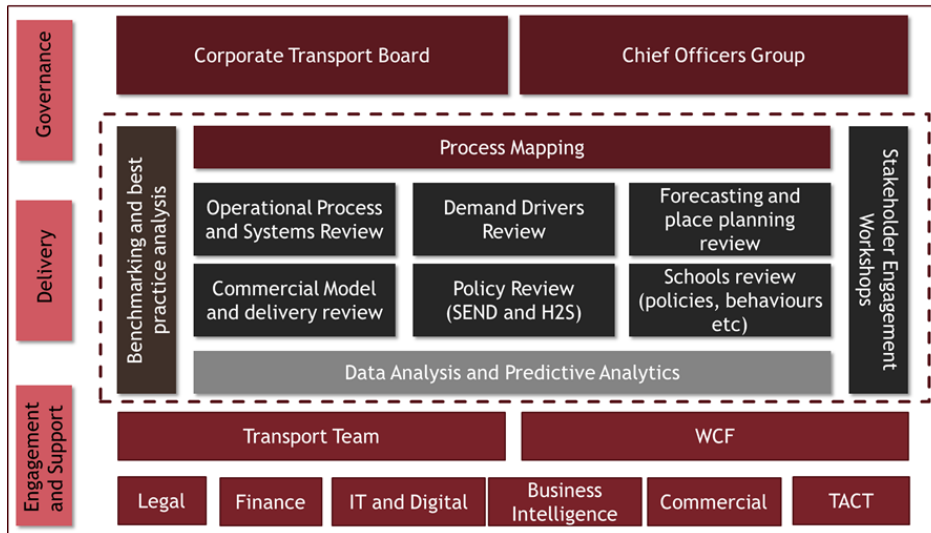 Governance
Corporate Transport Board
Chief Officers Group
Delivery
Benchmarking and best
practice analysis
Process Mapping
Operational Process
and Systems Review
Demand Drivers
Review
Forecasting and
place planning
review
Commercial Model
and delivery review
Policy Review
(SEND and H2S)
Schools review
(policies, behaviours
etc)
Data Analysis and Predictive Analytics
Stakeholder Engagement
Workshops
Engagement
and Support
Transport Team
WCF
Legal
Finance
IT and Digital
Business
Intelligence
Commercial
TACT